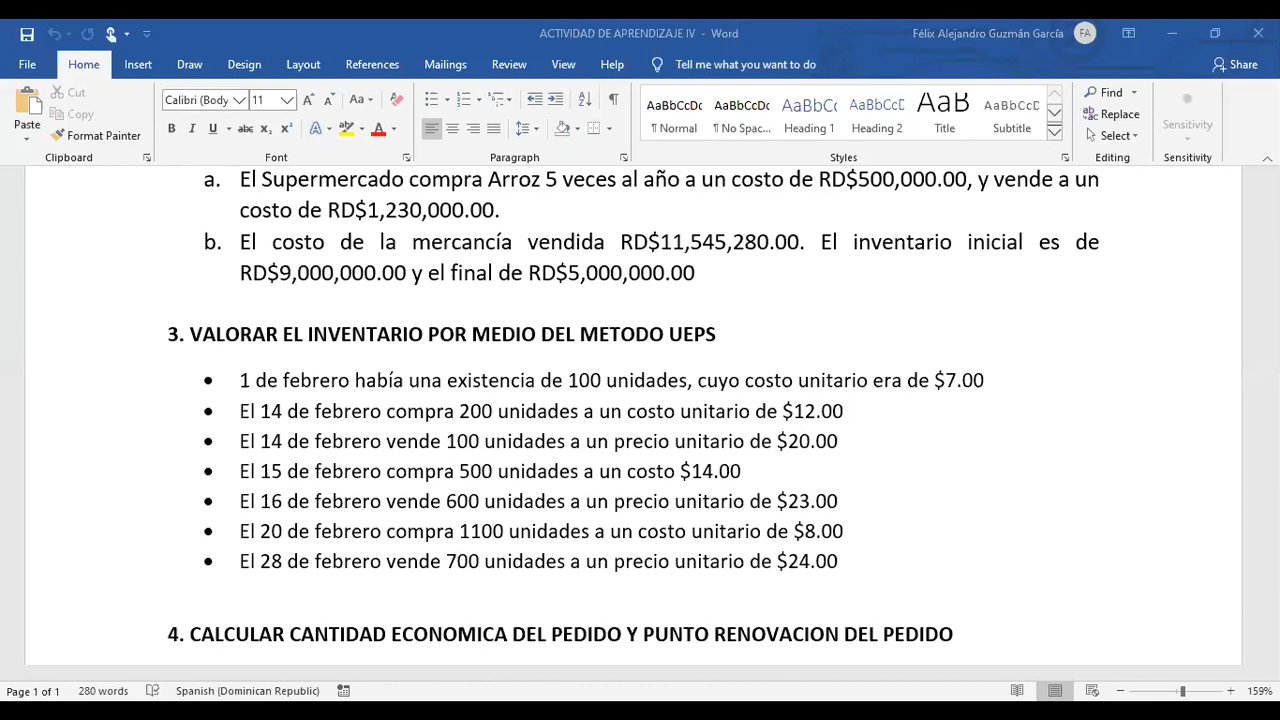 ACTIVIDAD DE APRENDIZAJE IV - Word
Félix Alejandro Guzmán García
FA
File Home Insert Draw Design Layout References Mailings Review View Help Tell me what you want to do Share
Paste
Cut
Copy
Format Painter
Clipboard
Calibri (Body 11
Font
Paragraph
AaBbCcDc AaBbCcDc AaBbCc AaBbCcD AaB AaBbCcDc
¶ Normal ¶ No Spac... Heading 1 Heading 2 Title Subtitle
Styles
Find
Replace
Select
Editing
Sensitivity
Sensitivity
a. El Supermercado compra Arroz 5 veces al año a un costo de RD$500,000.00, y vende a un
costo de RD$1,230,000.00.
b. El costo de la mercancía vendida RD$11,545,280.00. El inventario inicial es de
RD$9,000,000.00 y el final de RD$5,000,000.00
3. VALORAR EL INVENTARIO POR MEDIO DEL METODO UEPS
• 1 de febrero había una existencia de 100 unidades, cuyo costo unitario era de $7.00
• El 14 de febrero compra 200 unidades a un costo unitario de $12.00
• El 14 de febrero vende 100 unidades a un precio unitario de $20.00
• El 15 de febrero compra 500 unidades a un costo $14.00
• El 16 de febrero vende 600 unidades a un precio unitario de $23.00
• El 20 de febrero compra 1100 unidades a un costo unitario de $8.00
• El 28 de febrero vende 700 unidades a un precio unitario de $24.00
4. CALCULAR CANTIDAD ECONOMICA DEL PEDIDO Y PUNTO RENOVACION DEL PEDIDO
Page 1 of 1 280 words Spanish (Dominican Republic) 159%